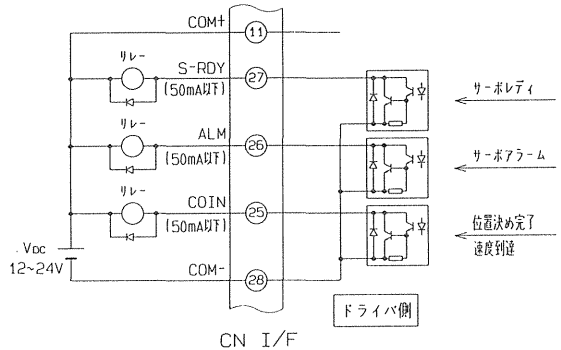 COM+
11
リレー
S-RDY
(50mA以下)
27
サーボレディ
リレー
ALM
(50mA以下)
26
サーボアラーム
リレー
COIN
(50mA以下)
25
位置決め完了
速度到達
VDC
12~24V
COM-
28
ドライバ側
CN I/F